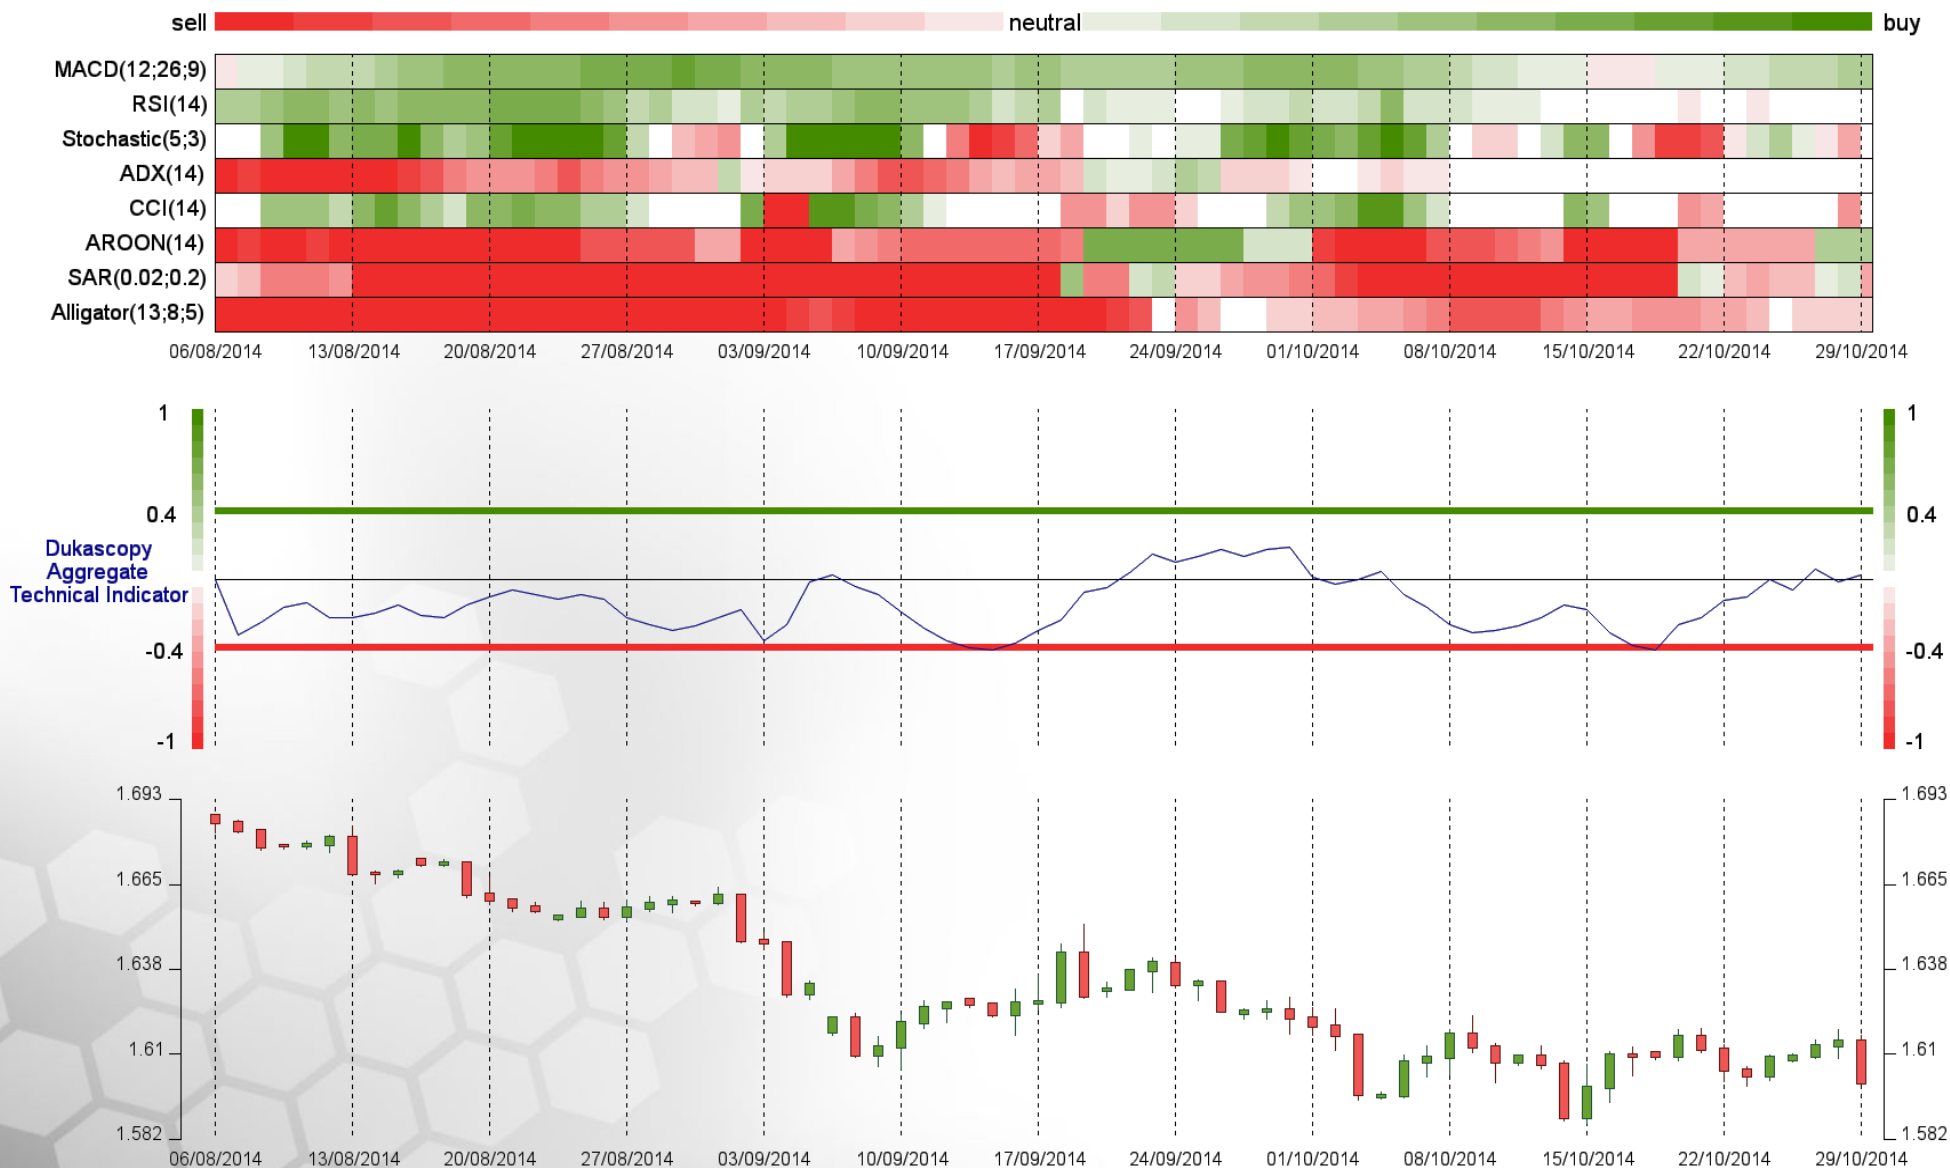 sell neutral buy
MACD(12;26;9)
RSI(14)
Stochastic(5;3)
ADX(14)
CCI(14)
AROON(14)
SAR(0.02;0.2)
Alligator(13;8;5)
06/08/2014 13/08/2014 20/08/2014 27/08/2014 03/09/2014 10/09/2014 17/09/2014 24/09/2014 01/10/2014 08/10/2014 15/10/2014 22/10/2014 29/10/2014
1 1
0.4 0.4
Dukascopy
Aggregate
Technical Indicator
-0.4 -0.4
-1 -1
1.693 1.693
1.665 1.665
1.638 1.638
1.61 1.61
1.582 1.582
06/08/2014 13/08/2014 20/08/2014 27/08/2014 03/09/2014 10/09/2014 17/09/2014 24/09/2014 01/10/2014 08/10/2014 15/10/2014 22/10/2014 29/10/2014